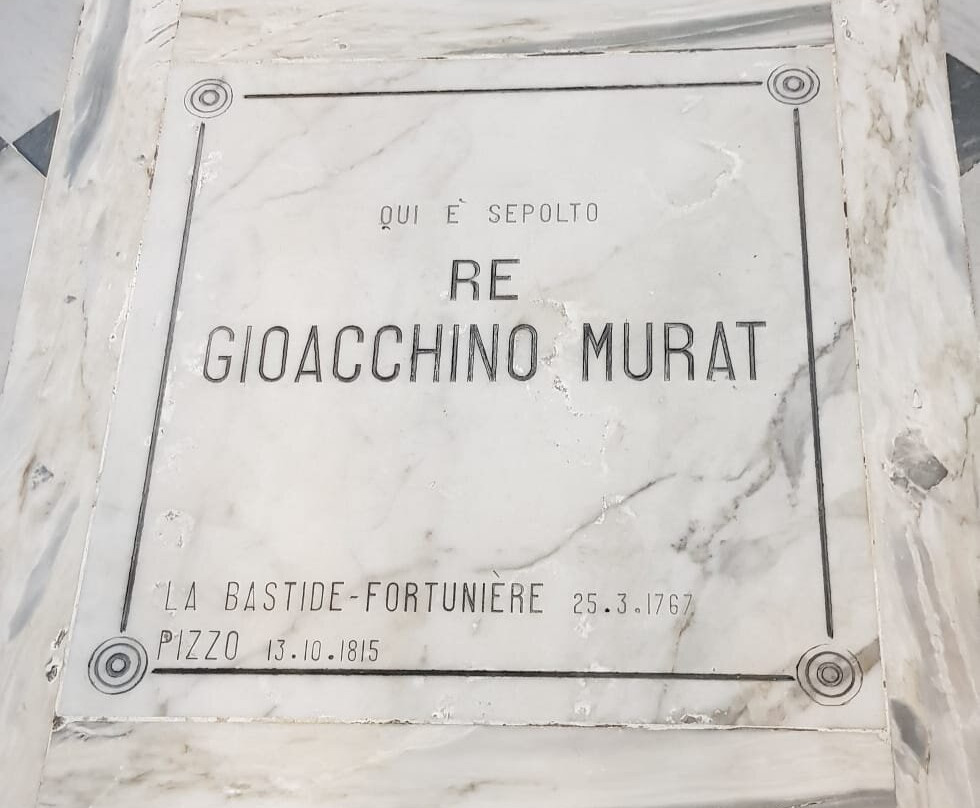 QUI È SEPOLTO
RE
GIOACCHINO MURAT
LA BASTIDE-FORTUNIÈRE 25.3.1767
PIZZO 13.10.1815